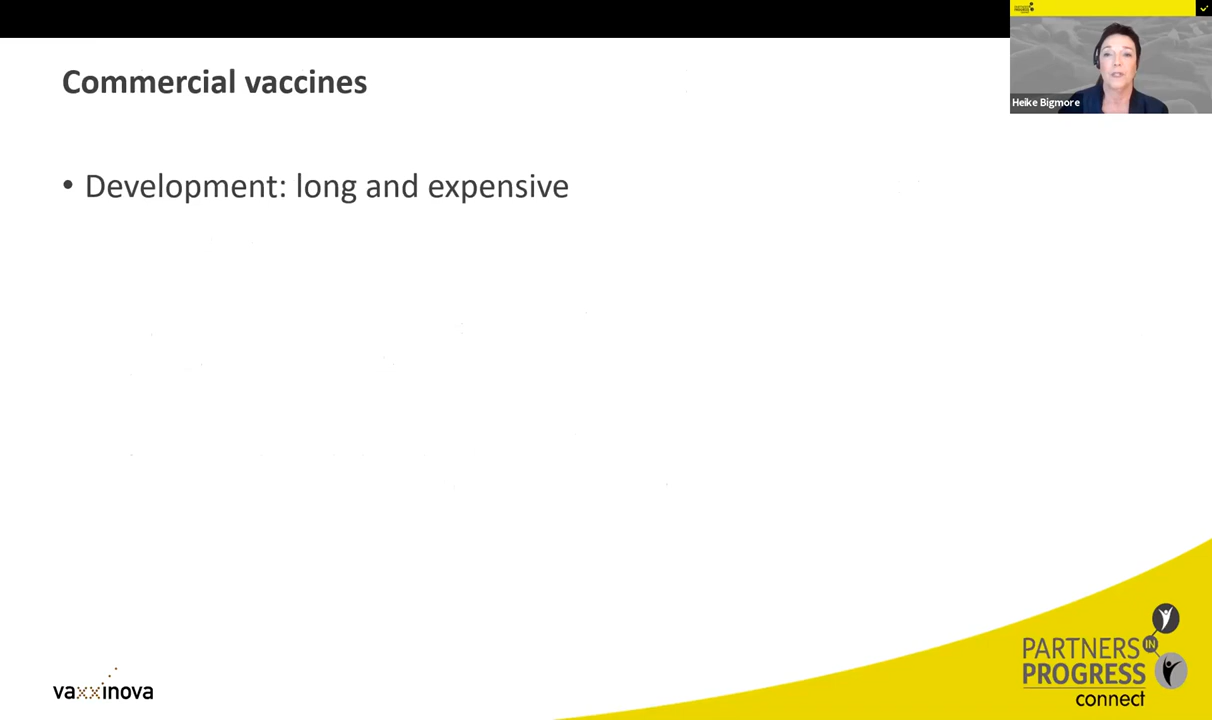 Commercial vaccines
Heike Bigmore
• Development: long and expensive
vaxxinova
PARTNERS
IN
PROGRESS
connect